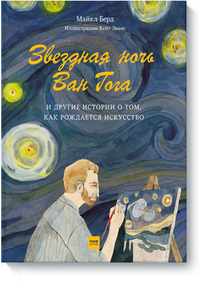 Майкл Берд
Иллюстрации Кейт Эванс
Звездная ночь
Ван Гога
И ДРУГИЕ ИСТОРИИ О ТОМ,
КАК РОЖДАЕТСЯ ИСКУССТВО